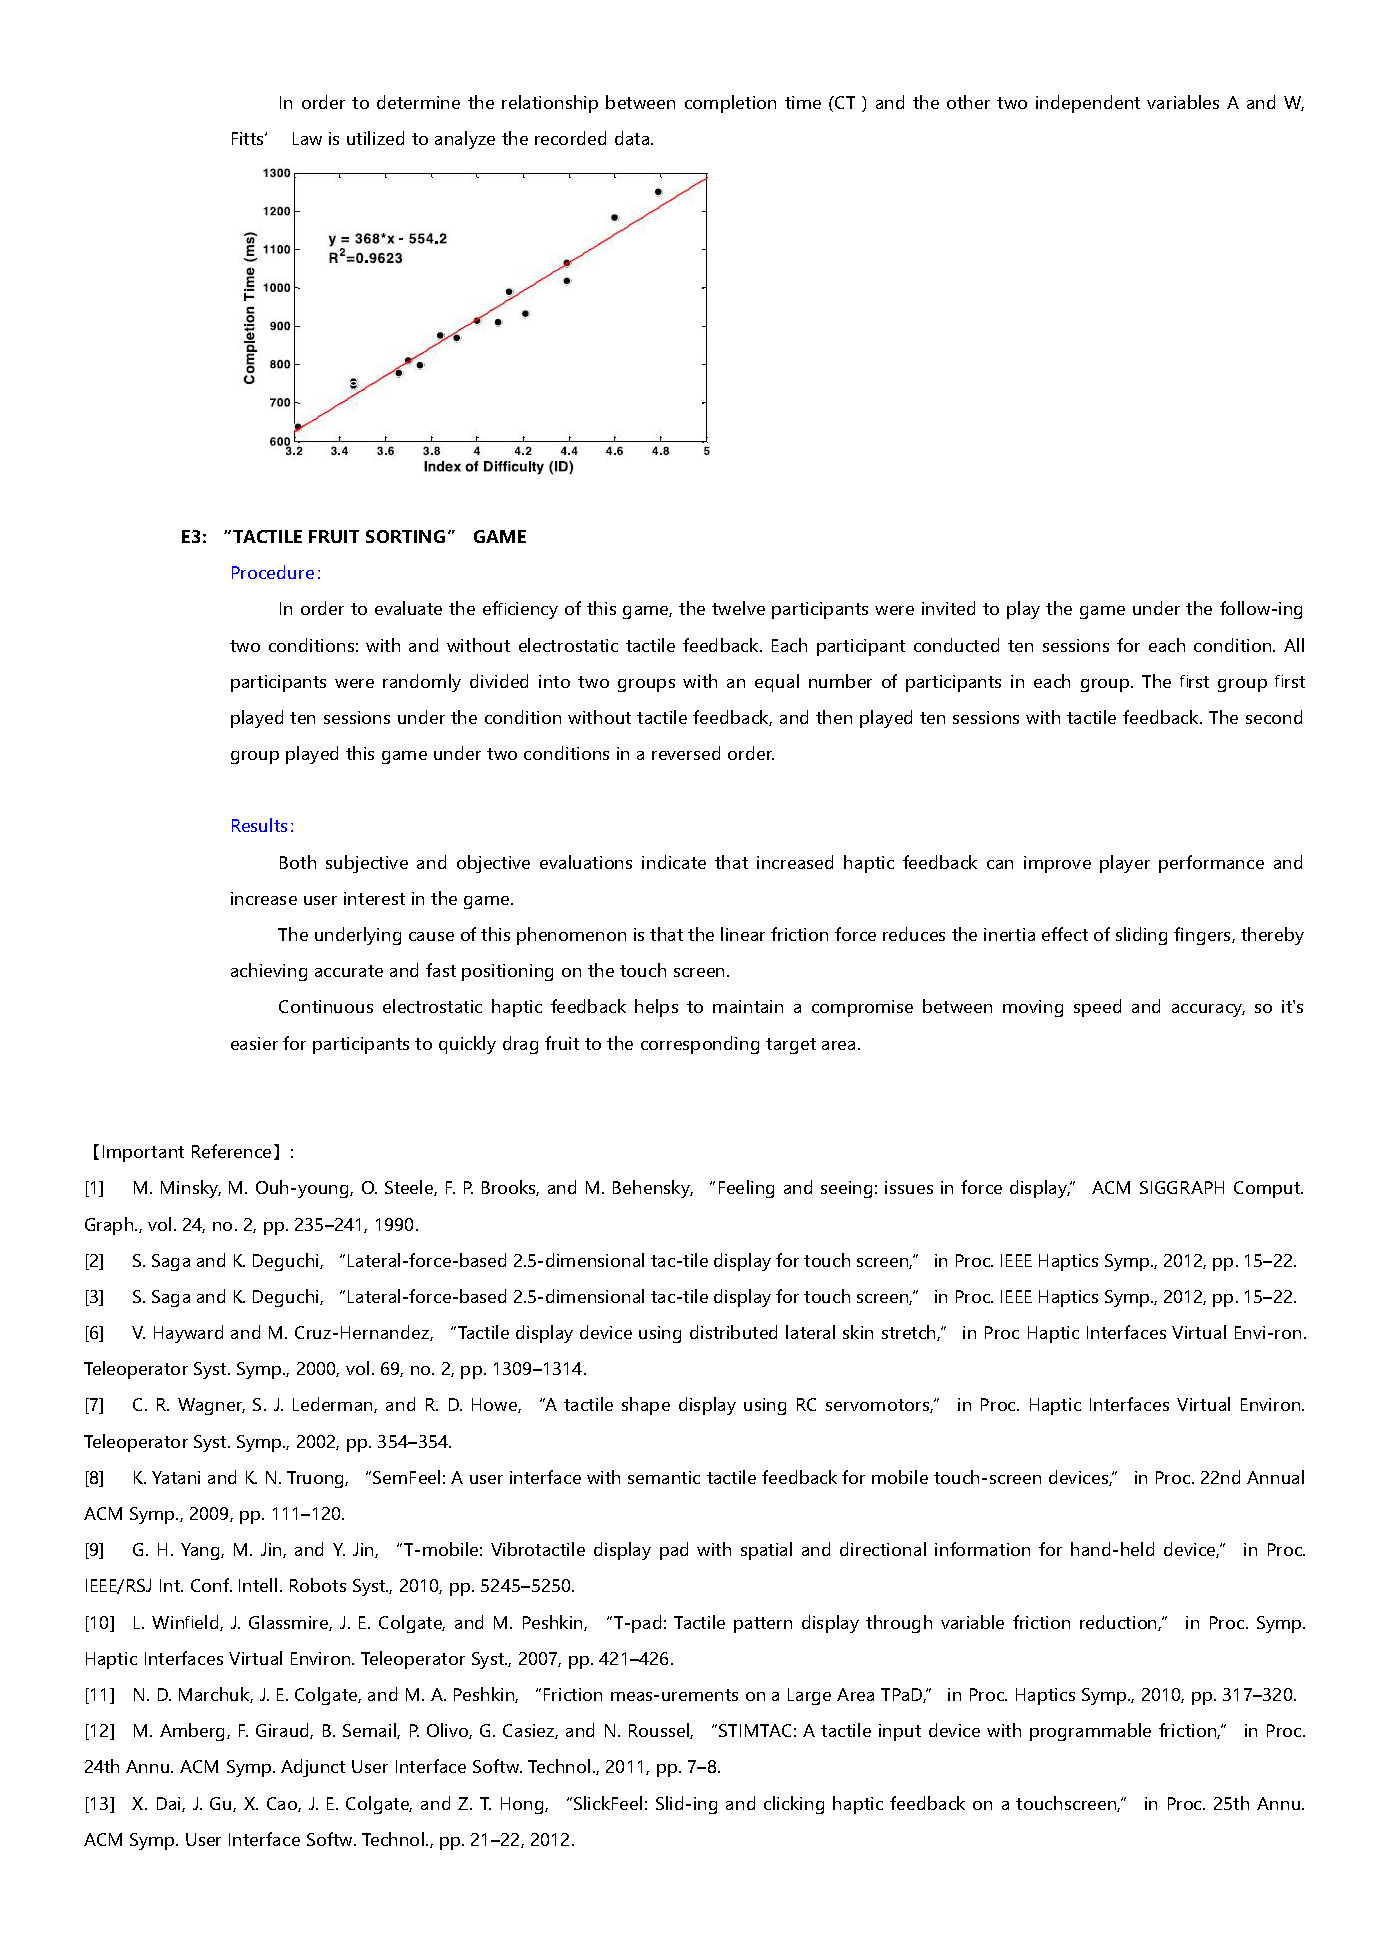 In order to determine the relationship between completion time (CT ) and the other two independent variables A and W,
Fitts’ Law is utilized to analyze the recorded data.
1300
1200
1100
1000
900
800
700
600
Completion Time (ms)
y = 368*x - 554.2
R²=0.9623
3.2 3.4 3.6 3.8 4 4.2 4.4 4.6 4.8 5
Index of Difficulty (ID)
E3: “TACTILE FRUIT SORTING” GAME
Procedure:
In order to evaluate the efficiency of this game, the twelve participants were invited to play the game under the follow-ing
two conditions: with and without electrostatic tactile feedback. Each participant conducted ten sessions for each condition. All
participants were randomly divided into two groups with an equal number of participants in each group. The first group first
played ten sessions under the condition without tactile feedback, and then played ten sessions with tactile feedback. The second
group played this game under two conditions in a reversed order.
Results:
Both subjective and objective evaluations indicate that increased haptic feedback can improve player performance and
increase user interest in the game.
The underlying cause of this phenomenon is that the linear friction force reduces the inertia effect of sliding fingers, thereby
achieving accurate and fast positioning on the touch screen.
Continuous electrostatic haptic feedback helps to maintain a compromise between moving speed and accuracy, so it's
easier for participants to quickly drag fruit to the corresponding target area.
【Important Reference】:
[1] M. Minsky, M. Ouh-young, O. Steele, F. P. Brooks, and M. Behensky, “Feeling and seeing: issues in force display,” ACM SIGGRAPH Comput.
Graph., vol. 24, no. 2, pp. 235–241, 1990.
[2] S. Saga and K. Deguchi, “Lateral-force-based 2.5-dimensional tac-tile display for touch screen,” in Proc. IEEE Haptics Symp., 2012, pp. 15–22.
[3] S. Saga and K. Deguchi, “Lateral-force-based 2.5-dimensional tac-tile display for touch screen,” in Proc. IEEE Haptics Symp., 2012, pp. 15–22.
[6] V. Hayward and M. Cruz-Hernandez, “Tactile display device using distributed lateral skin stretch,” in Proc Haptic Interfaces Virtual Envi-ron.
Teleoperator Syst. Symp., 2000, vol. 69, no. 2, pp. 1309–1314.
[7] C. R. Wagner, S. J. Lederman, and R. D. Howe, “A tactile shape display using RC servomotors,” in Proc. Haptic Interfaces Virtual Environ.
Teleoperator Syst. Symp., 2002, pp. 354–354.
[8] K. Yatani and K. N. Truong, “SemFeel: A user interface with semantic tactile feedback for mobile touch-screen devices,” in Proc. 22nd Annual
ACM Symp., 2009, pp. 111–120.
[9] G. H. Yang, M. Jin, and Y. Jin, “T-mobile: Vibrotactile display pad with spatial and directional information for hand-held device,” in Proc.
IEEE/RSJ Int. Conf. Intell. Robots Syst., 2010, pp. 5245–5250.
[10] L. Winfield, J. Glassmire, J. E. Colgate, and M. Peshkin, “T-pad: Tactile pattern display through variable friction reduction,” in Proc. Symp.
Haptic Interfaces Virtual Environ. Teleoperator Syst., 2007, pp. 421–426.
[11] N. D. Marchuk, J. E. Colgate, and M. A. Peshkin, “Friction meas-urements on a Large Area TPaD,” in Proc. Haptics Symp., 2010, pp. 317–320.
[12] M. Amberg, F. Giraud, B. Semail, P. Olivo, G. Casiez, and N. Roussel, “STIMTAC: A tactile input device with programmable friction,” in Proc.
24th Annu. ACM Symp. Adjunct User Interface Softw. Technol., 2011, pp. 7–8.
[13] X. Dai, J. Gu, X. Cao, J. E. Colgate, and Z. T. Hong, “SlickFeel: Slid-ing and clicking haptic feedback on a touchscreen,” in Proc. 25th Annu.
ACM Symp. User Interface Softw. Technol., pp. 21–22, 2012.